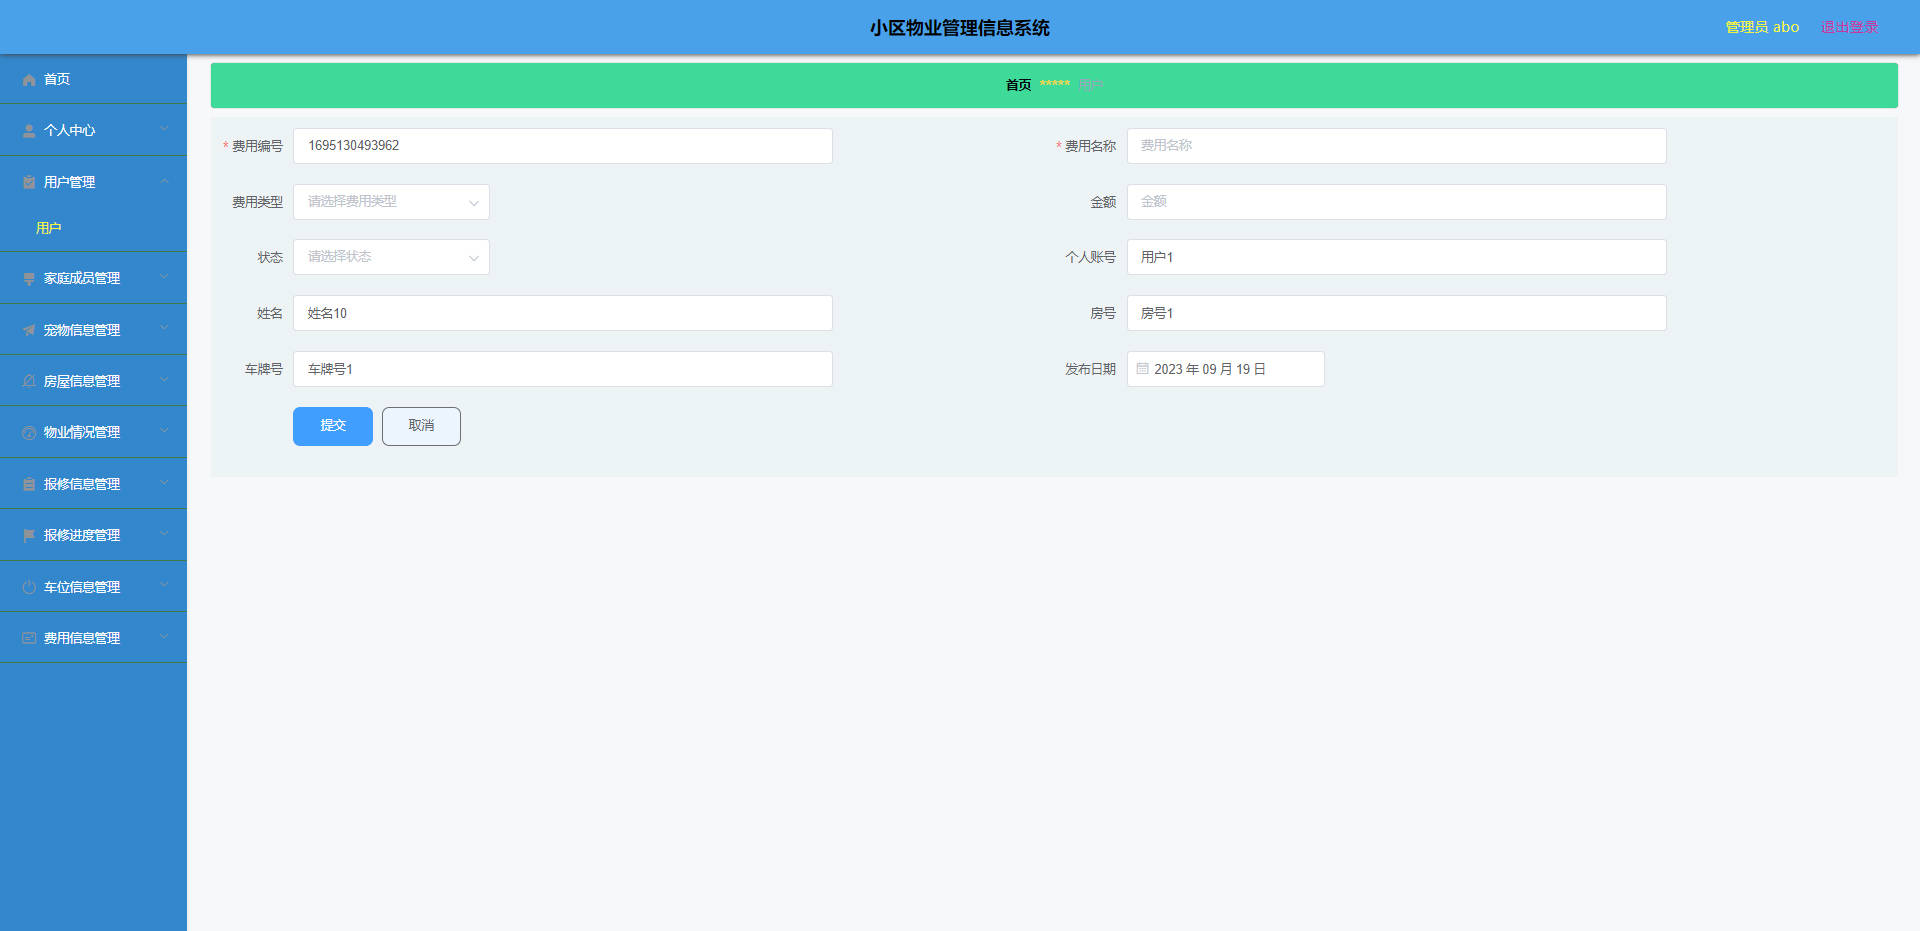 小区物业管理信息系统
管理员 abo 退出登录
首页
个人中心
用户管理
用户
家庭成员管理
宠物信息管理
房屋信息管理
物业情况管理
报修信息管理
报修进度管理
车位信息管理
费用信息管理
首页 *****
* 费用编号 1695130493962
* 费用名称 费用名称
费用类型 请选择费用类型
金额 金额
状态 请选择状态
个人账号 用户1
姓名 姓名10
房号 房号1
车牌号 车牌号1
发布日期 2023 年 09 月 19 日
提交 取消